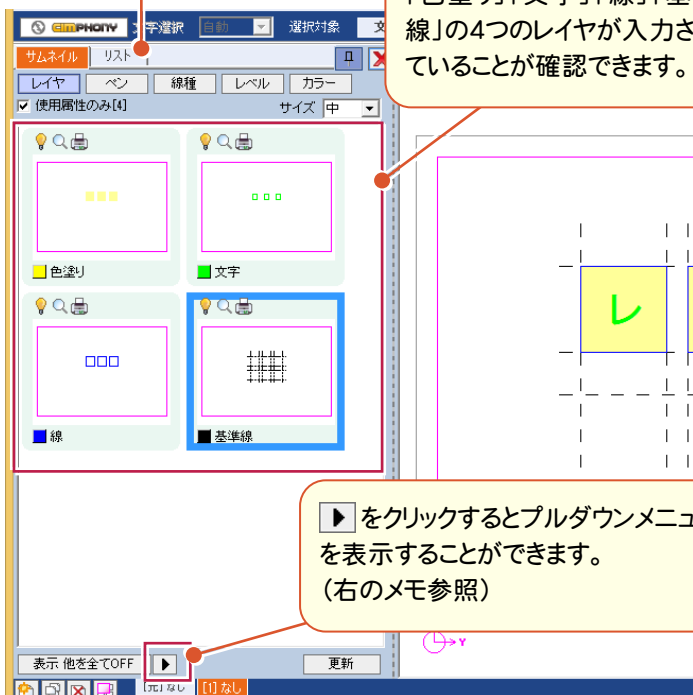 「色塗り」「文字」「線」「基
線」の4つのレイヤが入力さ
ていることが確認できます。
EIMPHONY 文字選択 自動 選択対象 文
サムネイル リスト
レイヤ ペン 線種 レベル カラー
使用属性のみ[4] サイズ 中
色塗り 文字
線 基準線
レ
をクリックするとプルダウンメニュ
を表示することができます。
(右のメモ参照)
Y
表示 他を全てOFF 更新
[元] なし [1] なし